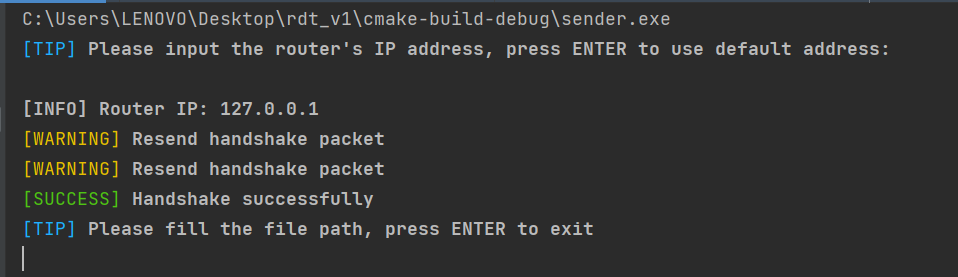 C:\Users\LENOVO\Desktop\rdt_v1\cmake-build-debug\sender.exe
[TIP] Please input the router's IP address, press ENTER to use default address:
[INFO] Router IP: 127.0.0.1
[WARNING] Resend handshake packet
[WARNING] Resend handshake packet
[SUCCESS] Handshake successfully
[TIP] Please fill the file path, press ENTER to exit